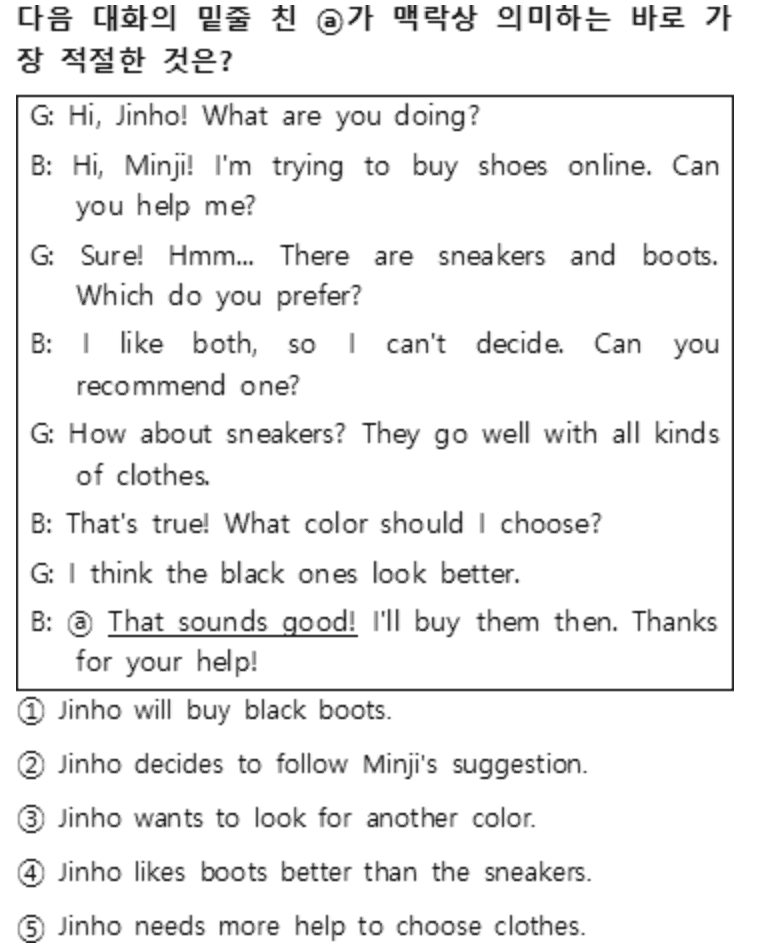 다음 대화의 밑줄 친 ⓐ가 맥락상 의미하는 바로 가
장 적절한 것은?
G: Hi, Jinho! What are you doing?
B: Hi, Minji! I'm trying to buy shoes online. Can
you help me?
G: Sure! Hmm... There are sneakers and boots.
Which do you prefer?
B: I like both, so I can't decide. Can you
recommend one?
G: How about sneakers? They go well with all kinds
of clothes.
B: That's true! What color should I choose?
G: I think the black ones look better.
B: ⓐ That sounds good! I'll buy them then. Thanks
for your help!
① Jinho will buy black boots.
② Jinho decides to follow Minji's suggestion.
③ Jinho wants to look for another color.
④ Jinho likes boots better than the sneakers.
⑤ Jinho needs more help to choose clothes.